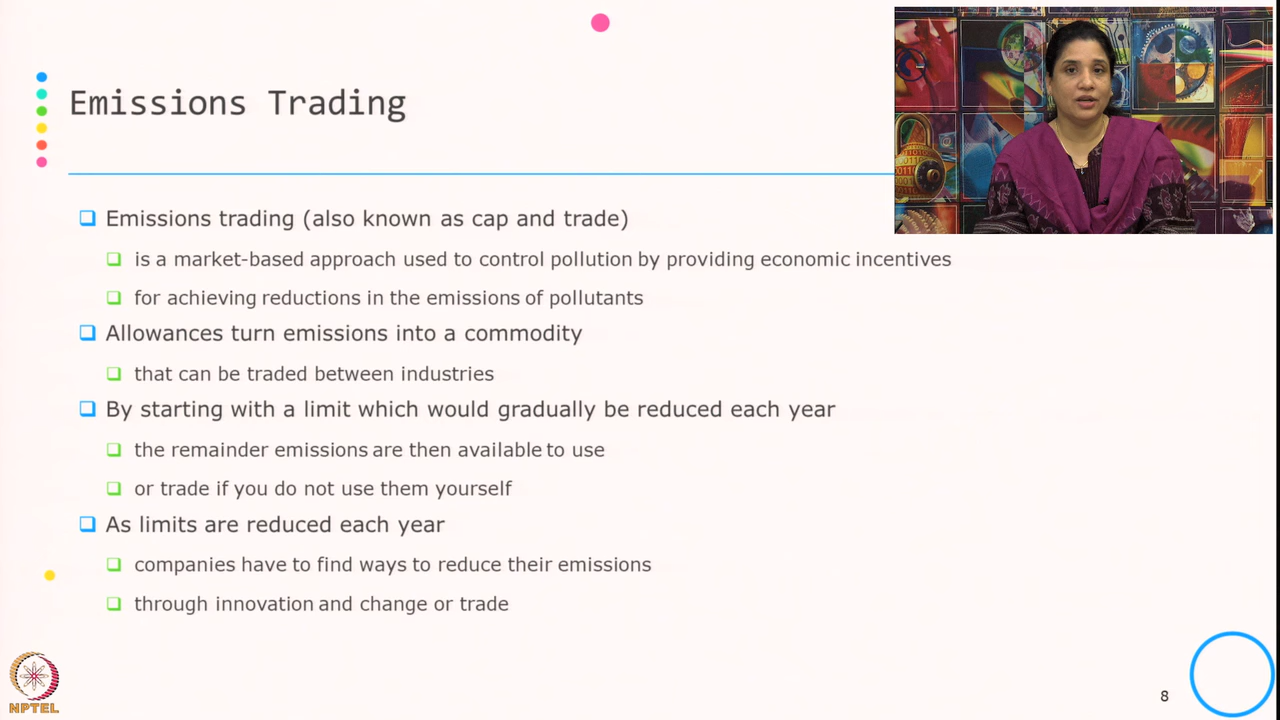 Emissions Trading
Emissions trading (also known as cap and trade)
is a market-based approach used to control pollution by providing economic incentives
for achieving reductions in the emissions of pollutants
Allowances turn emissions into a commodity
that can be traded between industries
By starting with a limit which would gradually be reduced each year
the remainder emissions are then available to use
or trade if you do not use them yourself
As limits are reduced each year
companies have to find ways to reduce their emissions
through innovation and change or trade
NPTEL
8